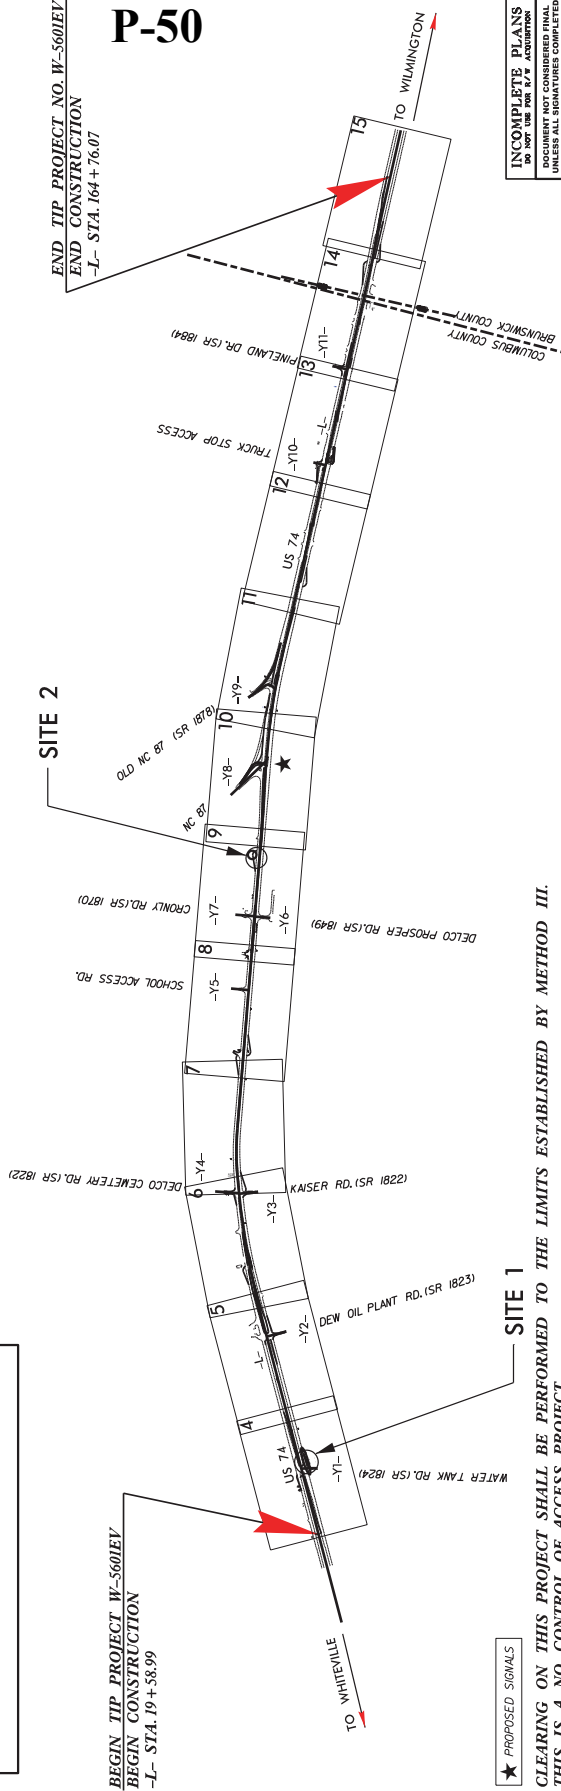 P-50
END TIP PROJECT NO. W-5601EV
END CONSTRUCTION
-L- STA. 164 + 76.07
TO WILMINGTON
INCOMPLETE PLANS
DO NOT USE FOR R/W ACQUISITION
DOCUMENT NOT CONSIDERED FINAL
UNLESS ALL SIGNATURES COMPLETED
15
14
BRUNSWICK COUNTY
COLUMBUS COUNTY
PINELAND DR. (SR 1884)
-Y11-
13
-L-
TRUCK STOP ACCESS
-Y10-
12
US 74
11
SITE 2
-Y9-
OLD NC 87 (SR 1878)
10
-Y8-
NC 87
9
CRONLY RD. (SR 1870)
-Y7-
-Y6-
DELCO PROSPER RD. (SR 1849)
8
SCHOOL ACCESS RD.
-Y5-
7
DELCO CEMETERY RD. (SR 1822)
-Y4-
6
KAISER RD. (SR 1822)
-Y3-
5
-L-
-Y2-
DEW OIL PLANT RD. (SR 1823)
SITE 1
4
US 74
-Y1-
WATER TANK RD. (SR 1824)
BEGIN TIP PROJECT W-5601EV
BEGIN CONSTRUCTION
-L- STA. 19 + 58.99
TO WHITEVILLE
★ PROPOSED SIGNALS
CLEARING ON THIS PROJECT SHALL BE PERFORMED TO THE LIMITS ESTABLISHED BY METHOD III.
THIS IS A NO CONTROL OF ACCESS PROJECT